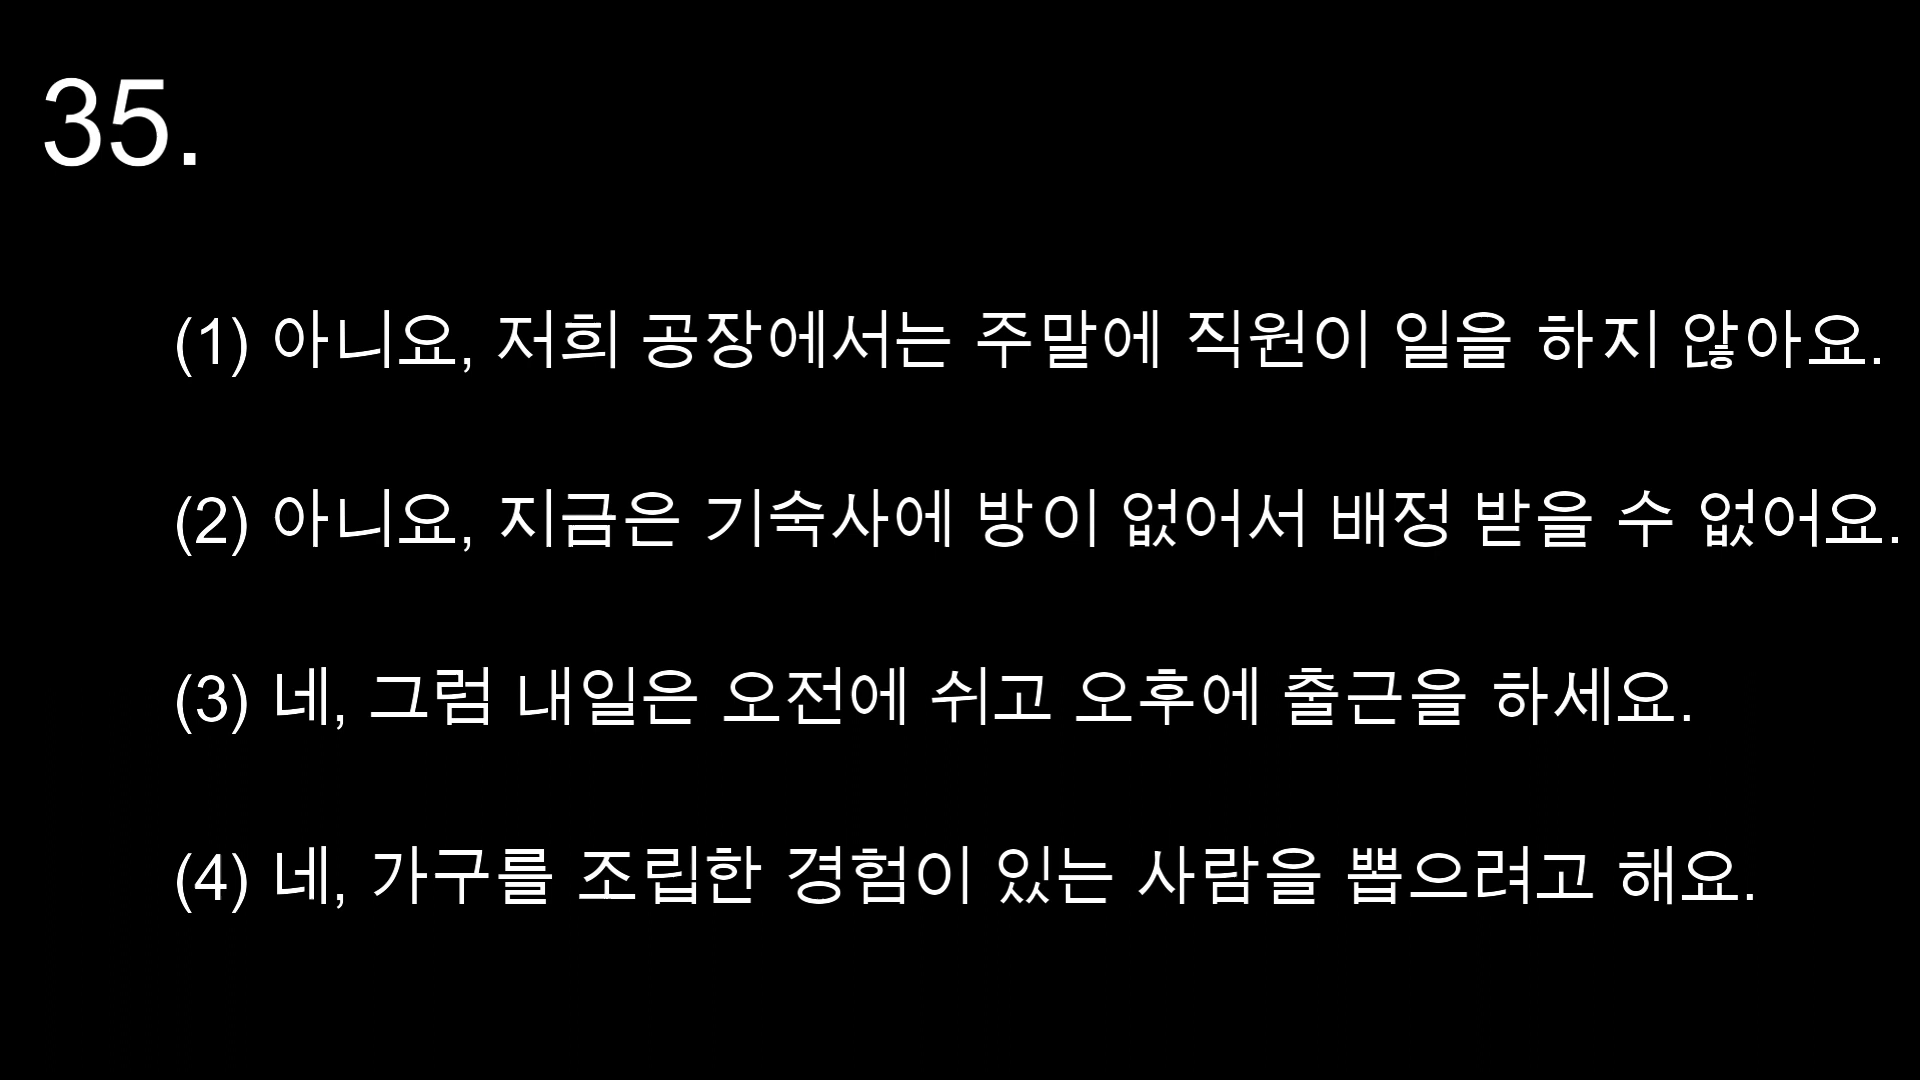 35.
(1) 아니요, 저희 공장에서는 주말에 직원이 일을 하지 않아요.
(2) 아니요, 지금은 기숙사에 방이 없어서 배정 받을 수 없어요.
(3) 네, 그럼 내일은 오전에 쉬고 오후에 출근을 하세요.
(4) 네, 가구를 조립한 경험이 있는 사람을 뽑으려고 해요.